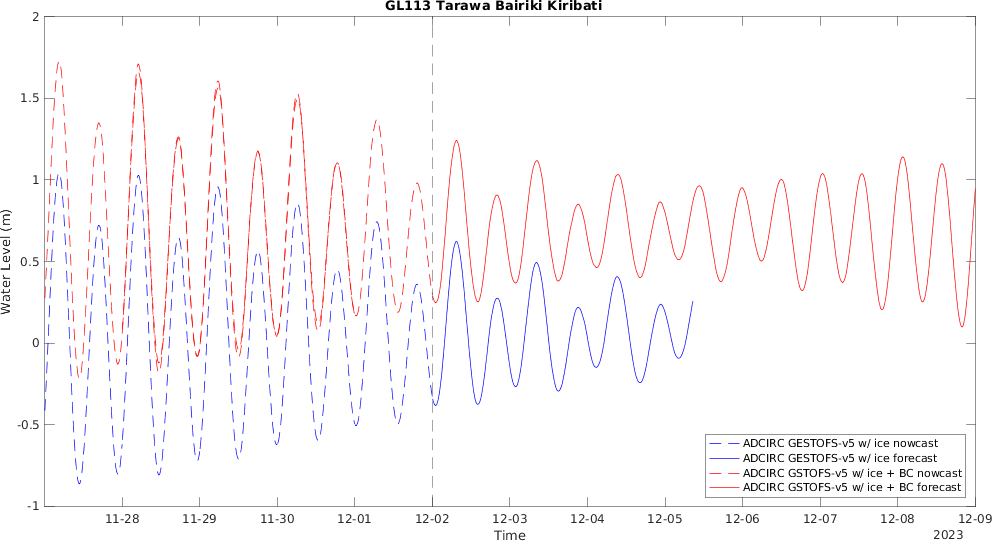 GL113 Tarawa Bairiki Kiribati
2
1.5
1
0.5
0
-0.5
-1
Water Level (m)
11-28 11-29 11-30 12-01 12-02 12-03 12-04 12-05 12-06 12-07 12-08 12-09
Time
2023
ADCIRC GESTOFS-v5 w/ ice nowcast
ADCIRC GESTOFS-v5 w/ ice forecast
ADCIRC GSTOFS-v5 w/ ice + BC nowcast
ADCIRC GSTOFS-v5 w/ ice + BC forecast